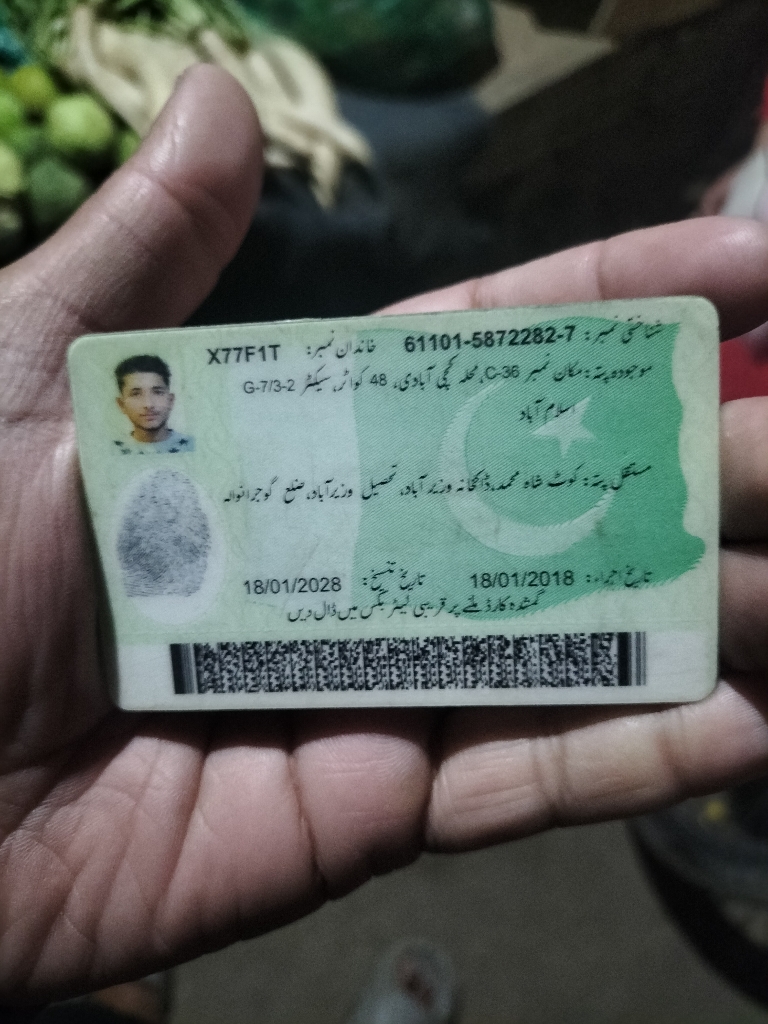 شناختی نمبر: 61101-5872282-7 خاندان نمبر: X77F1T
موجودہ پتہ: مکان نمبر C-36، محلہ کچی آبادی، 48 کوارٹر، سیکٹر G-7/3-2
اسلام آباد
مستقل پتہ: کوٹ شاہ محمد، ڈاکخانہ وزیر آباد، تحصیل وزیرآباد، ضلع گوجرانوالہ
تاریخ اجراء: 18/01/2018 تاریخ تنسیخ: 18/01/2028
گمشدہ کارڈ ملنے پر قریبی لیٹر بکس میں ڈال دیں